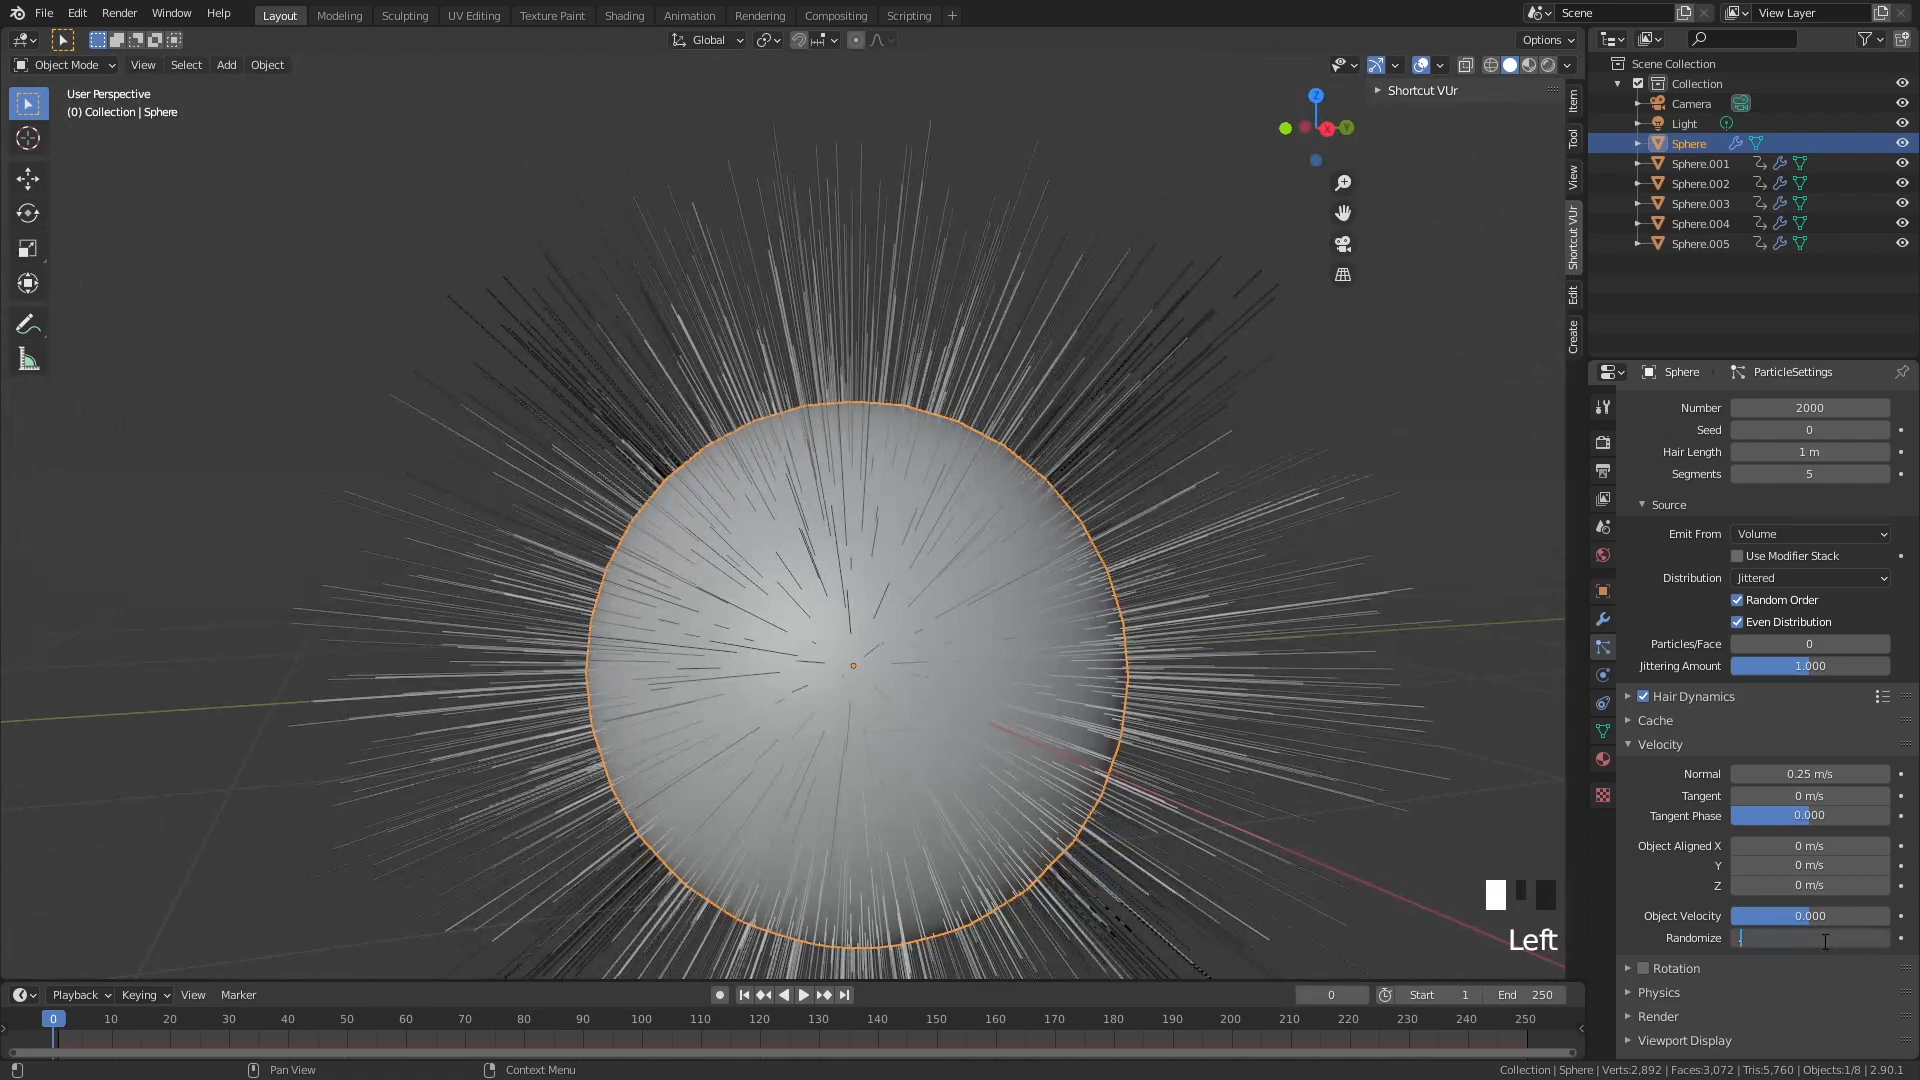 File Edit Render Window Help Layout Modeling Sculpting UV Editing Texture Paint Shading Animation Rendering Compositing Scripting + Scene View Layer
Global Options
Object Mode View Select Add Object
User Perspective
(0) Collection | Sphere
Shortcut VUr
Z
X
Y
Item
Tool
View
Shortcut VUr
Edit
Create
Scene Collection
Collection
Camera
Light
Sphere
Sphere.001
Sphere.002
Sphere.003
Sphere.004
Sphere.005
Sphere ParticleSettings
Number 2000
Seed 0
Hair Length 1 m
Segments 5
Source
Emit From Volume
Use Modifier Stack
Distribution Jittered
Random Order
Even Distribution
Particles/Face 0
Jittering Amount 1.000
Hair Dynamics
Cache
Velocity
Normal 0.25 m/s
Tangent 0 m/s
Tangent Phase 0.000
Object Aligned X 0 m/s
Y 0 m/s
Z 0 m/s
Object Velocity 0.000
Randomize
Rotation
Physics
Render
Viewport Display
Left
Playback Keying View Marker 0 Start 1 End 250
0 10 20 30 40 50 60 70 80 90 100 110 120 130 140 150 160 170 180 190 200 210 220 230 240 250
Pan View Context Menu Collection | Sphere | Verts:2,892 | Faces:3,072 | Tris:5,760 | Objects:1/8 | 2.90.1